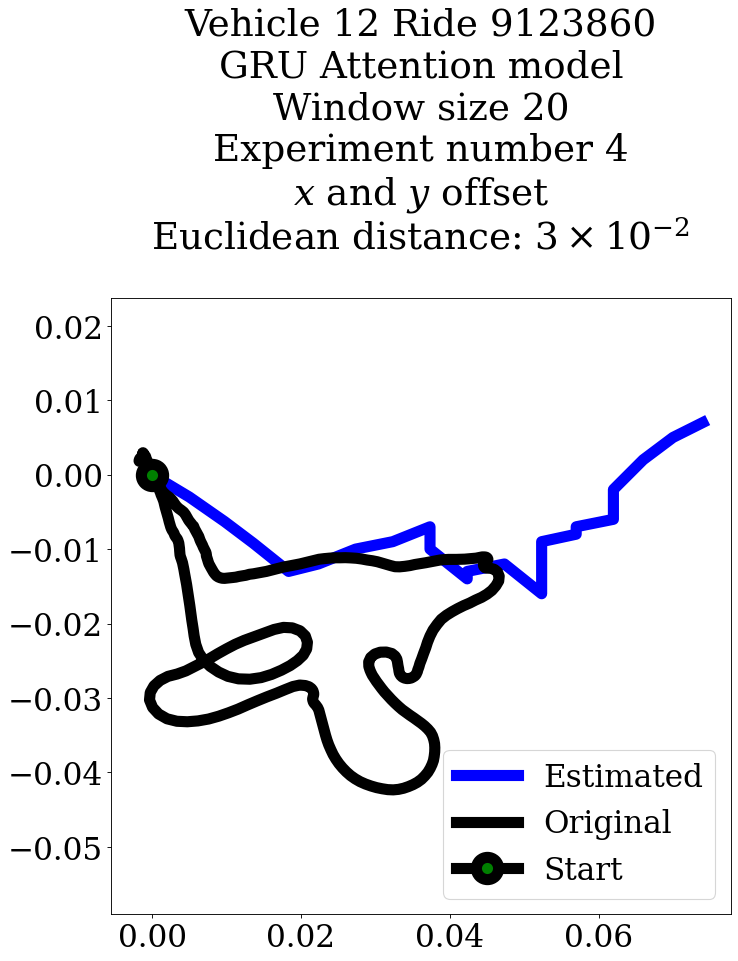 Vehicle 12 Ride 9123860
GRU Attention model
Window size 20
Experiment number 4
x and y offset
Euclidean distance: 3 × 10⁻²
0.02
0.01
0.00
−0.01
−0.02
−0.03
−0.04
−0.05
Estimated
Original
Start
0.00 0.02 0.04 0.06